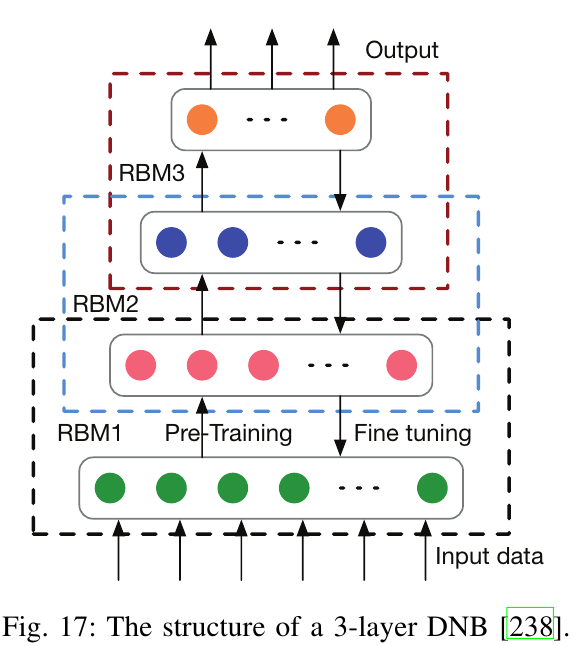 Output
RBM3
RBM2
RBM1 Pre-Training Fine tuning
Input data
Fig. 17: The structure of a 3-layer DNB [238].